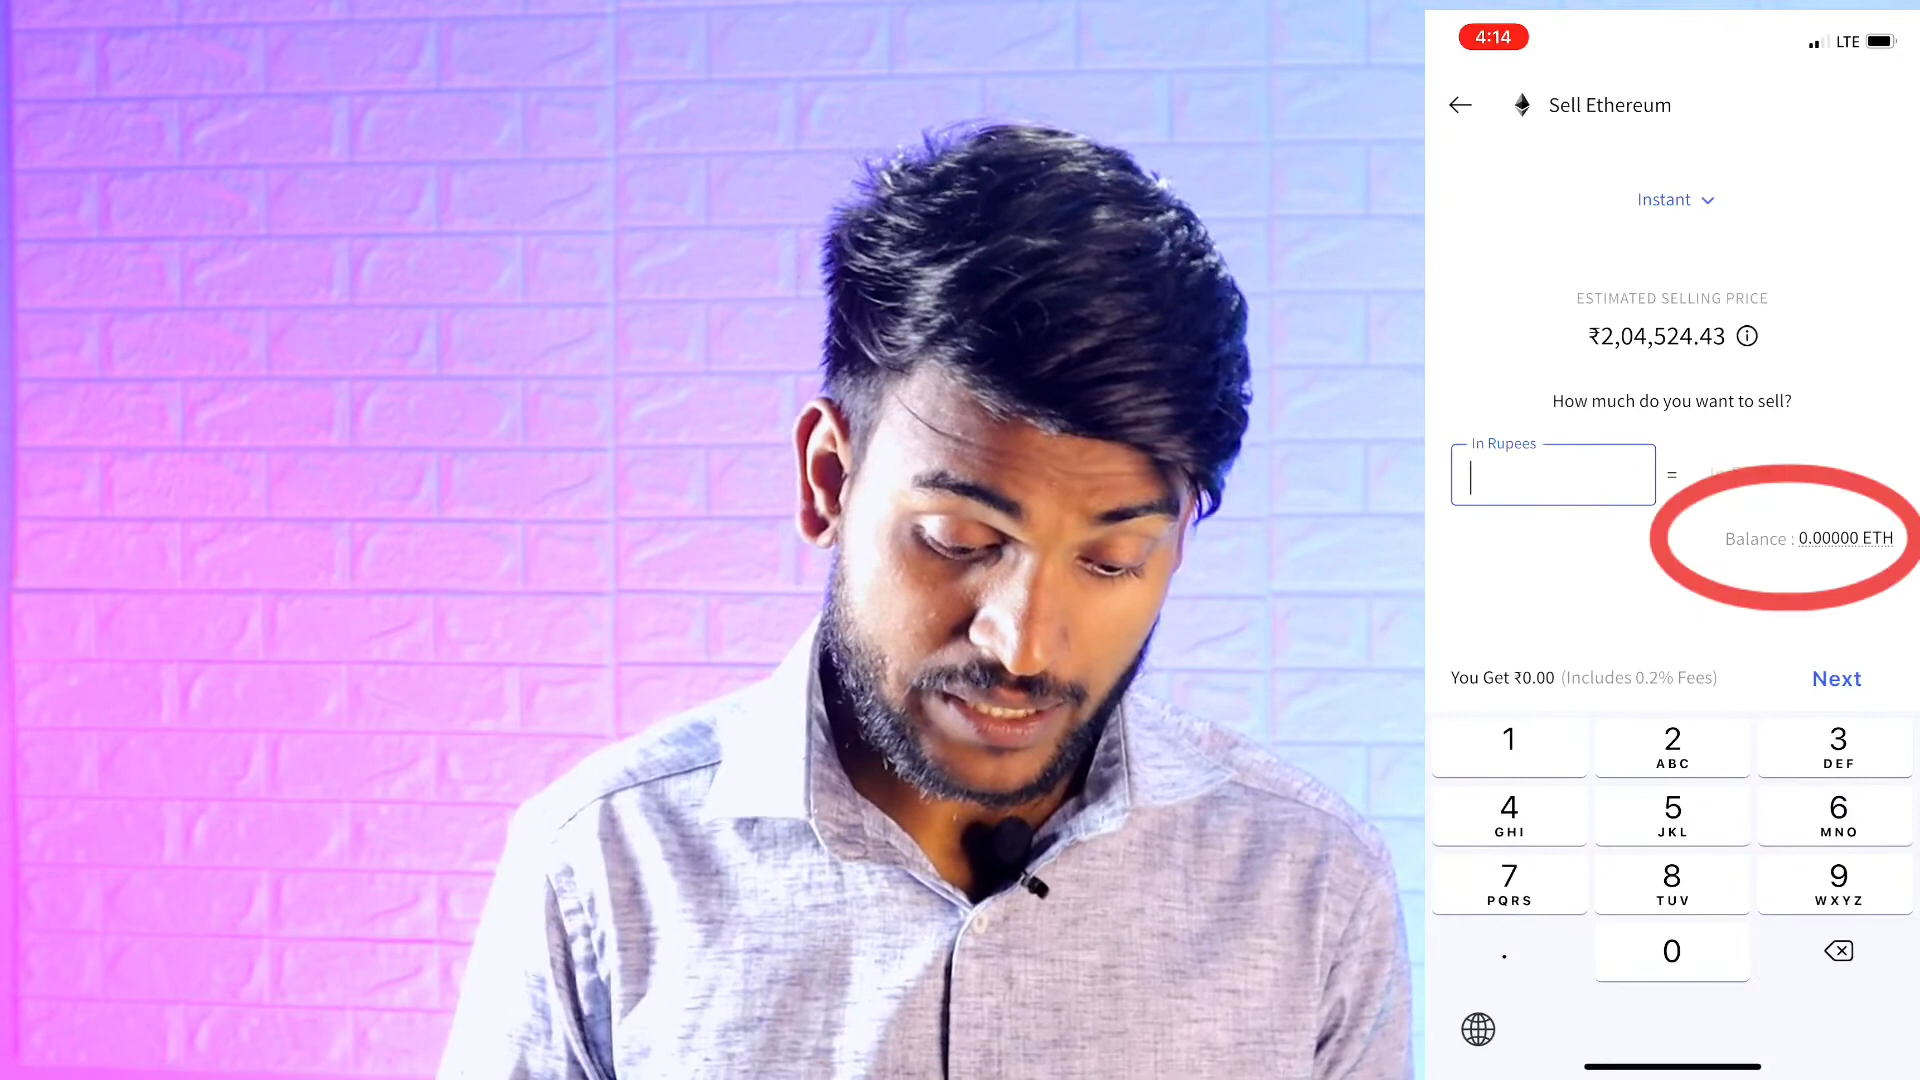 4:14
LTE
Sell Ethereum
Instant
ESTIMATED SELLING PRICE
₹2,04,524.43
How much do you want to sell?
In Rupees
=
Balance : 0.00000 ETH
You Get ₹0.00 (Includes 0.2% Fees)
Next
1
2 ABC
3 DEF
4 GHI
5 JKL
6 MNO
7 PQRS
8 TUV
9 WXYZ
.
0